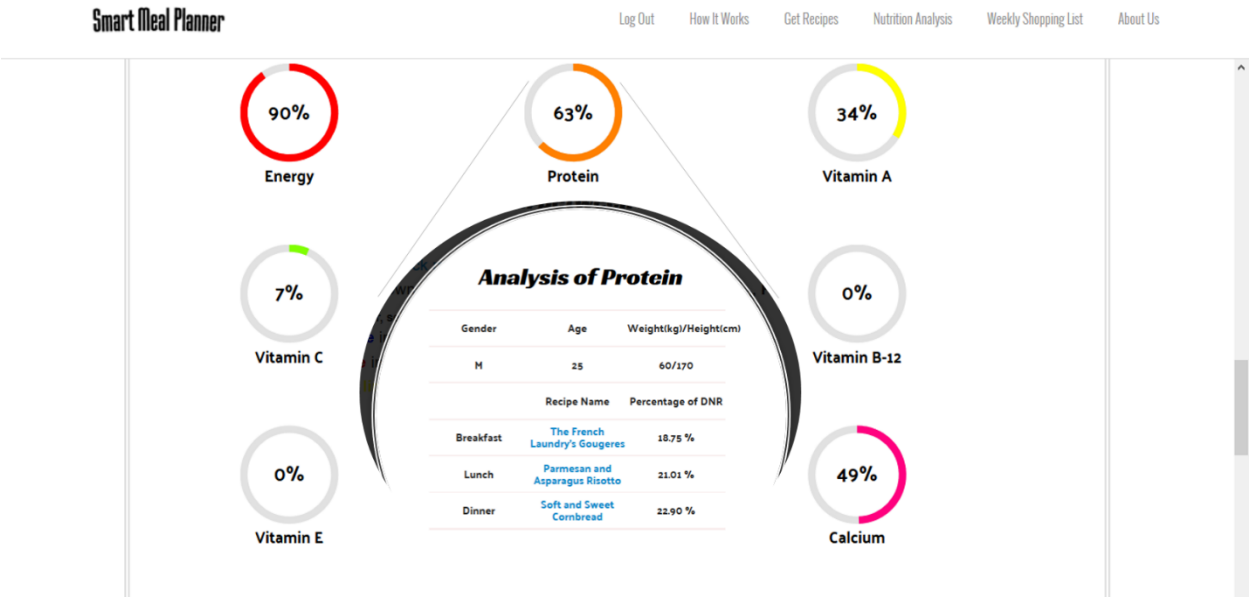 Smart Meal Planner
Log Out How It Works Get Recipes Nutrition Analysis Weekly Shopping List About Us
90%
Energy
63%
Protein
34%
Vitamin A
7%
Vitamin C
0%
Vitamin B-12
0%
Vitamin E
49%
Calcium
Analysis of Protein
Gender Age Weight(kg)/Height(cm)
M 25 60/170
Recipe Name Percentage of DNR
Breakfast The French
Laundry's Gougeres 18.75 %
Lunch Parmesan and
Asparagus Risotto 21.01 %
Dinner Soft and Sweet
Cornbread 22.90 %